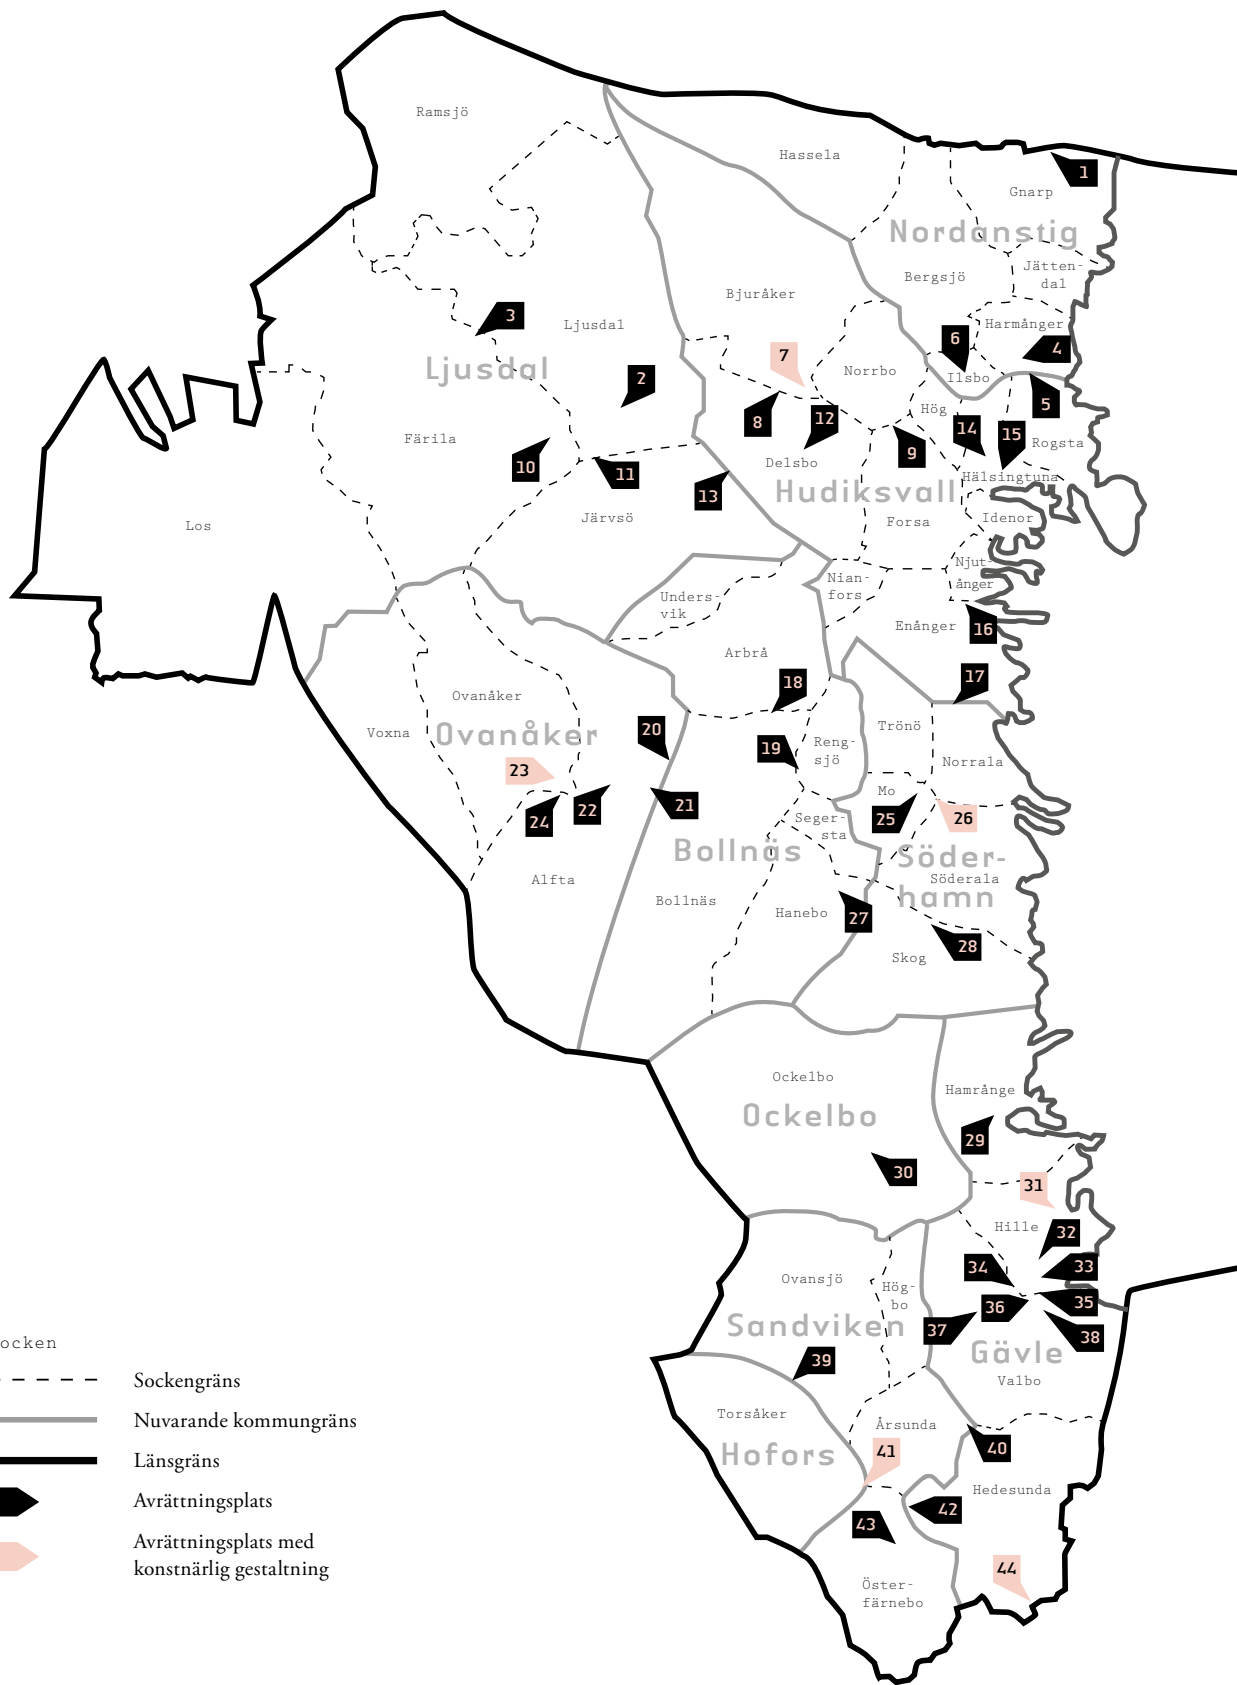 Ramsjö
Hassela
1
Gnarp
Nordanstig
Bergsjö
Jätten-
dal
Bjuråker
3
Ljusdal
Harmånger
6
4
7
Ljusdal
Norrbo
Ilsbo
2
5
Hög
8
12
14
15
Rogsta
Färila
9
10
11
Delsbo
Hälsingtuna
13
Hudiksvall
Los
Järvsö
Forsa
Idenor
Njut-
ånger
Nian-
fors
Unders-
vik
Enånger
16
Arbrå
17
18
Ovanåker
Voxna
Ovanåker
20
19
Reng-
sjö
Trönö
Norrala
23
Mo
22
21
24
Seger-
sta
25
26
Bollnäs
Söder-
hamn
Söderala
Alfta
Bollnäs
Hanebo
27
28
Skog
Ockelbo
Hamrånge
Ockelbo
29
30
31
Hille
32
34
33
Ovansjö
Hög-
bo
36
35
Sandviken
37
38
Gävle
39
Valbo
Torsåker
Årsunda
Hofors
41
40
Hedesunda
42
43
44
Öster-
färnebo
ocken
Sockengräns
Nuvarande kommungräns
Länsgräns
Avrättningsplats
Avrättningsplats med
konstnärlig gestaltning